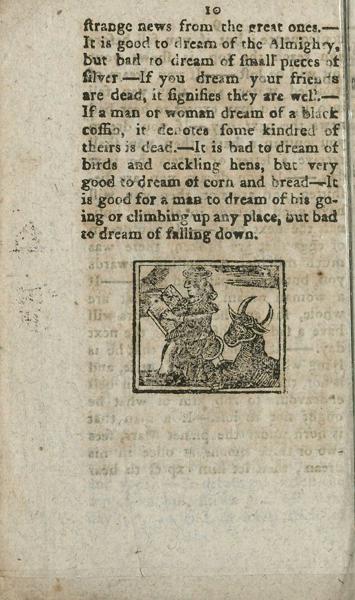 10
ſtrange news from the great ones.—
It is good to dream of the Almighty,
but bad to dream of ſmall pieces of
ſilver.—If you dream your friends
are dead, it ſignifies they are well.—
If a man or woman dream of a black
coffin, it denotes ſome kindred of
theirs is dead.—It is bad to dream of
birds and cackling hens, but very
good to dream of corn and bread—It
is good for a man to dream of his go-
ing or climbing up any place, but bad
to dream of falling down.